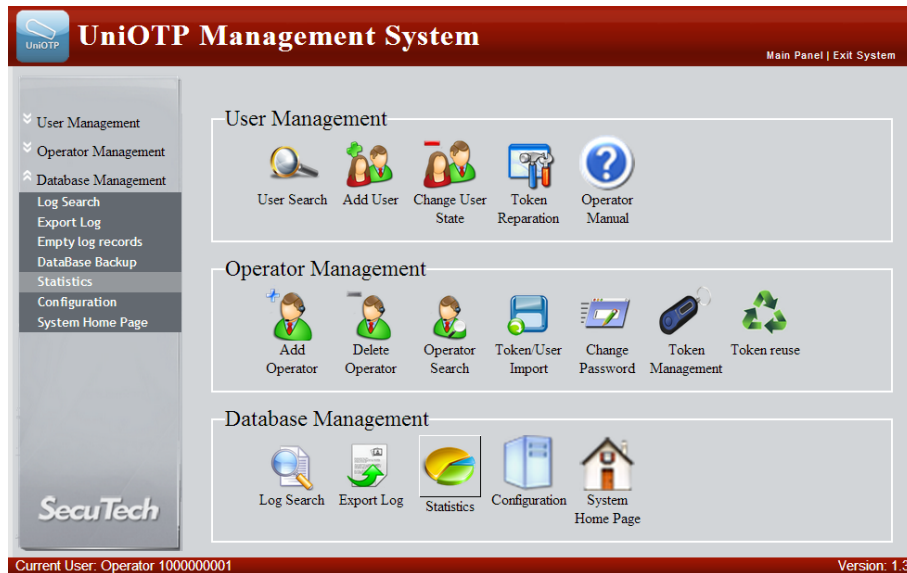 UniOTP
UniOTP Management System
Main Panel | Exit System
User Management
Operator Management
Database Management
Log Search
Export Log
Empty log records
DataBase Backup
Statistics
Configuration
System Home Page
SecuTech
User Management
User Search
Add User
Change User
State
Token
Reparation
Operator
Manual
Operator Management
Add
Operator
Delete
Operator
Operator
Search
Token/User
Import
Change
Password
Token
Management
Token reuse
Database Management
Log Search
Export Log
Statistics
Configuration
System
Home Page
Current User: Operator 1000000001
Version: 1.3